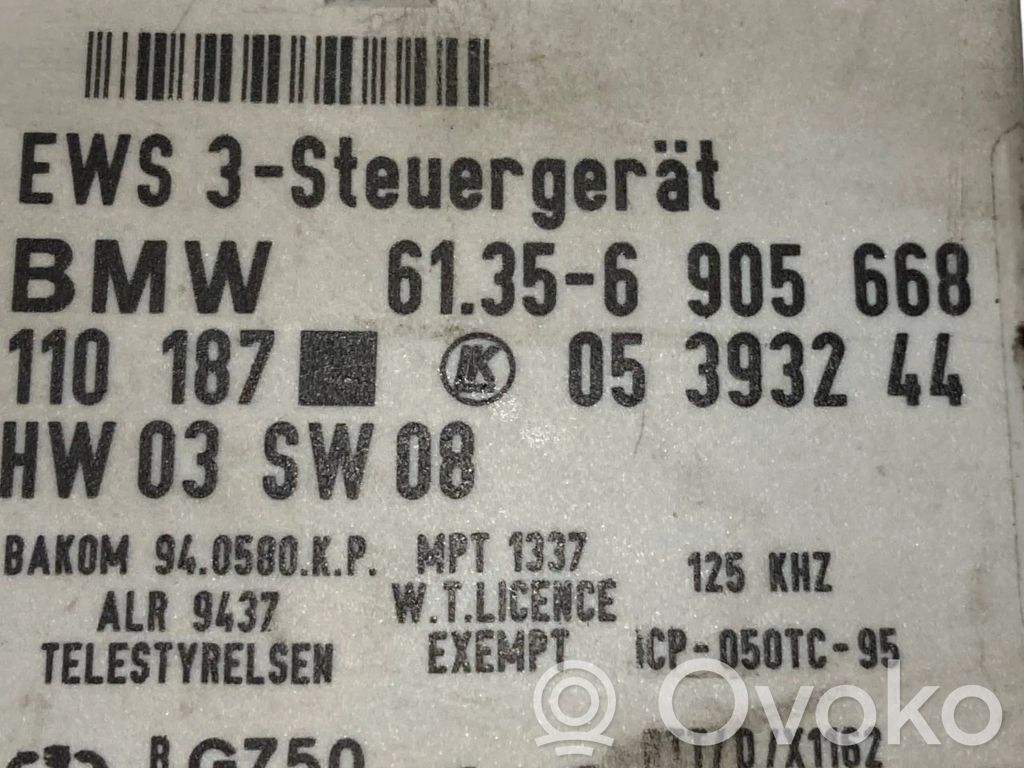 EWS 3-Steuergerät
BMW 61.35-6 905 668
110 187 K 05 3932 44
HW 03 SW 08
BAKOM 94.0580.K.P. MPT 1337 125 KHZ
ALR 9437 W.T.LICENCE
TELESTYRELSEN EXEMPT ICP-050TC-95
Ovoko